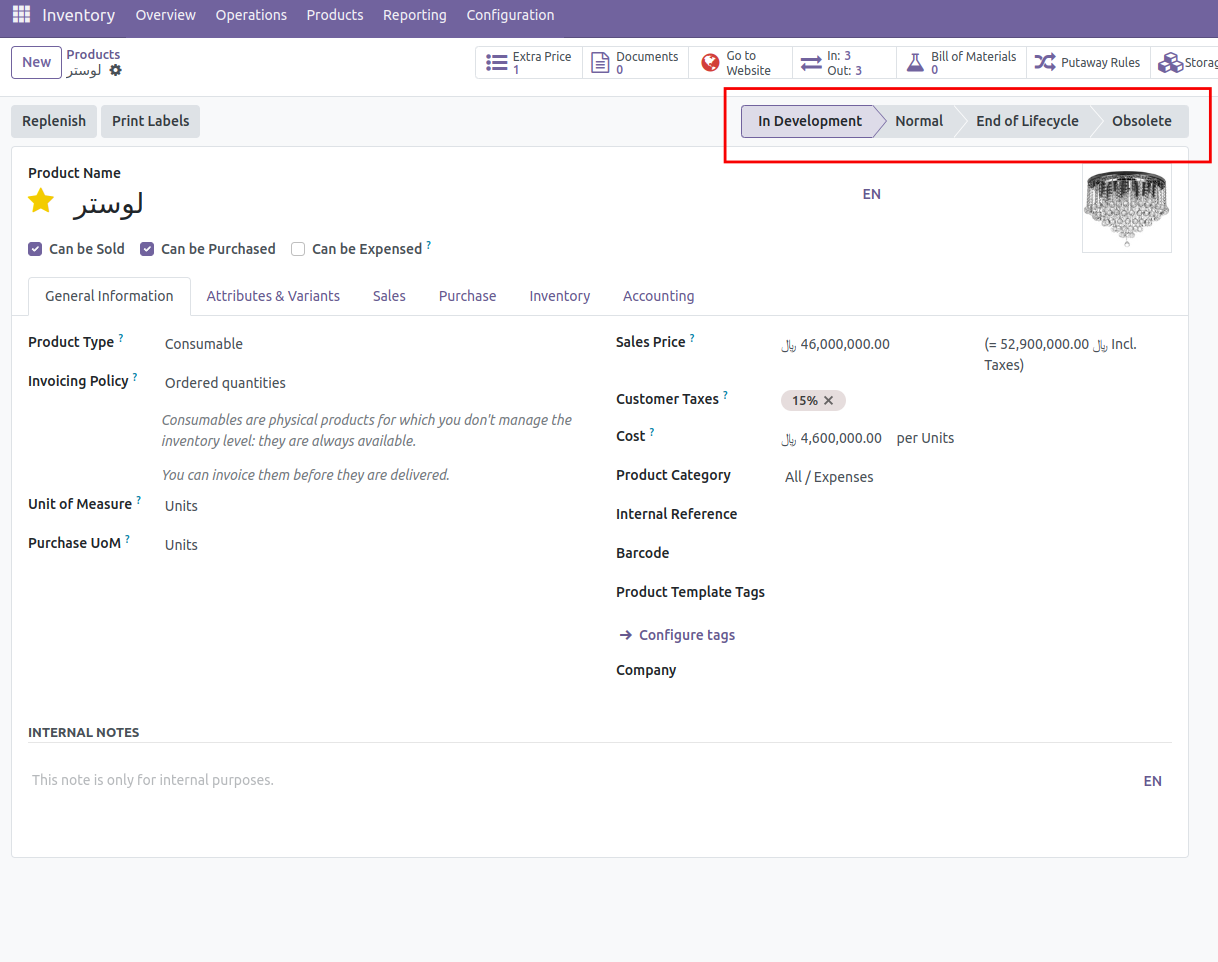 Inventory Overview Operations Products Reporting Configuration
New Products
لوستر
Extra Price
1
Documents
0
Go to
Website
In: 3
Out: 3
Bill of Materials
0
Putaway Rules
Storag
Replenish Print Labels
In Development Normal End of Lifecycle Obsolete
Product Name
لوستر
EN
Can be Sold Can be Purchased Can be Expensed ?
General Information Attributes & Variants Sales Purchase Inventory Accounting
Product Type ? Consumable
Invoicing Policy ? Ordered quantities
Consumables are physical products for which you don't manage the
inventory level: they are always available.
You can invoice them before they are delivered.
Unit of Measure ? Units
Purchase UoM ? Units
Sales Price ? ﷼ 46,000,000.00 (= 52,900,000.00 ﷼ Incl.
Taxes)
Customer Taxes ? 15% ✕
Cost ? ﷼ 4,600,000.00 per Units
Product Category All / Expenses
Internal Reference
Barcode
Product Template Tags
→ Configure tags
Company
INTERNAL NOTES
This note is only for internal purposes.
EN